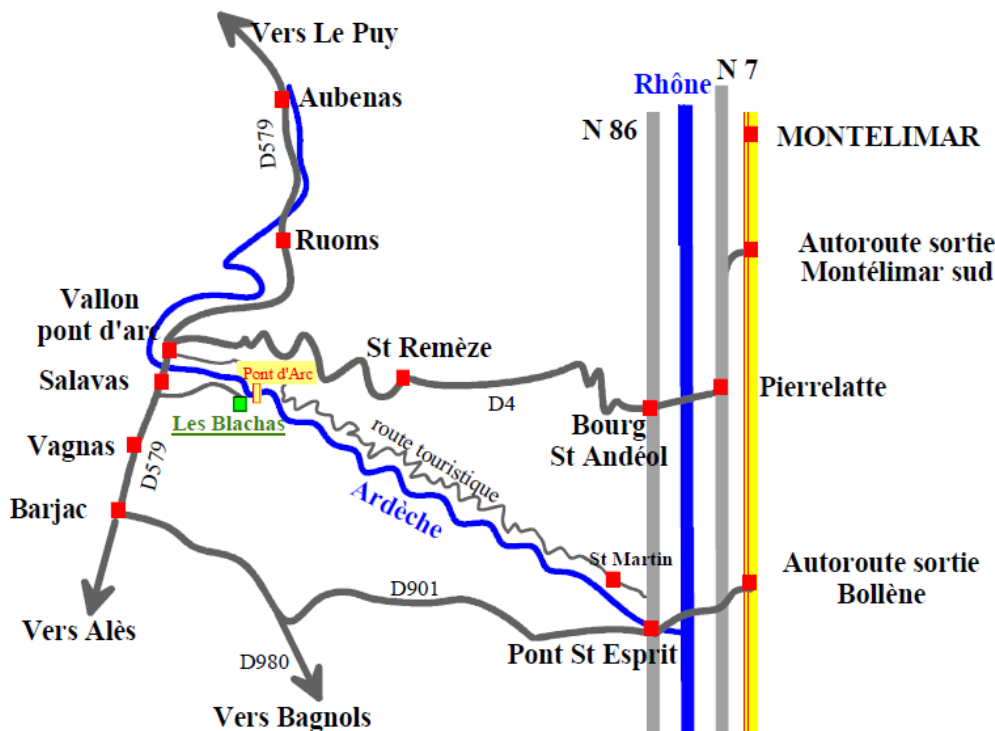 Vers Le Puy
N 7
Rhône
Aubenas
N 86
MONTELIMAR
D579
Ruoms
Autoroute sortie
Montélimar sud
Vallon
pont d'arc
St Remèze
Salavas
Pont d'Arc
Pierrelatte
D4
Les Blachas
Bourg
St Andéol
route touristique
Vagnas
D579
Ardèche
Barjac
St Martin
Autoroute sortie
Bollène
D901
Vers Alès
Pont St Esprit
D980
Vers Bagnols